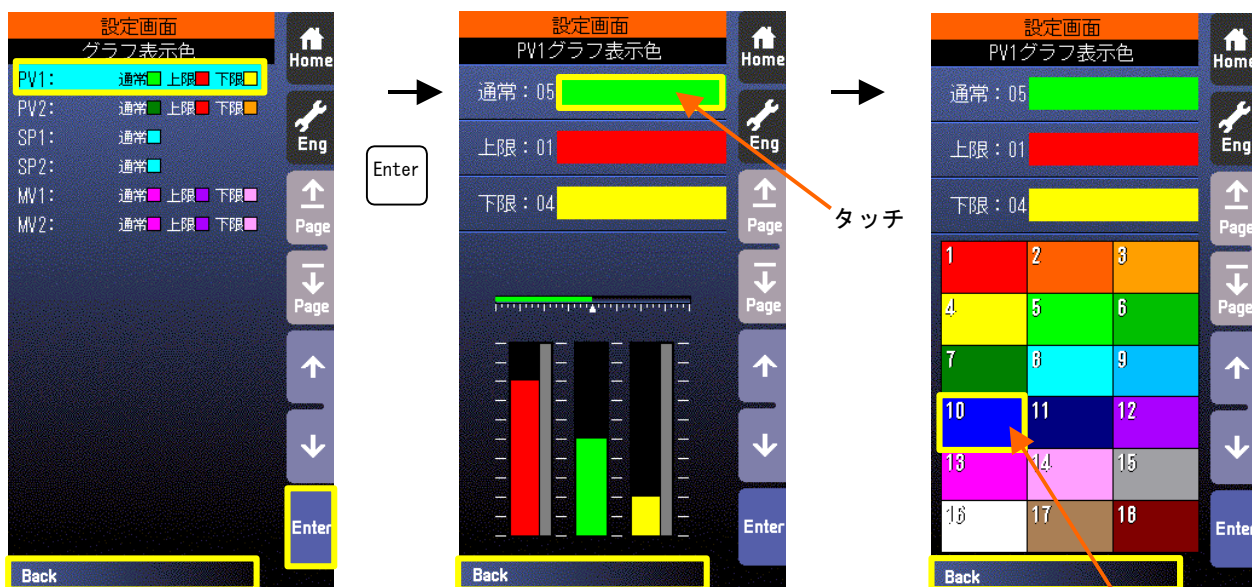 設定画面
グラフ表示色
PV1: 通常 上限 下限
PV2: 通常 上限 下限
SP1: 通常
SP2: 通常
MV1: 通常 上限 下限
MV2: 通常 上限 下限
Home
Eng
Page
Page
Enter
Back
Enter
設定画面
PV1グラフ表示色
通常:05
上限:01
下限:04
Home
Eng
Page
Page
Enter
Back
タッチ
設定画面
PV1グラフ表示色
通常:05
上限:01
下限:04
1 2 3
4 5 6
7 8 9
10 11 12
13 14 15
16 17 18
Home
Eng
Page
Page
Enter
Back